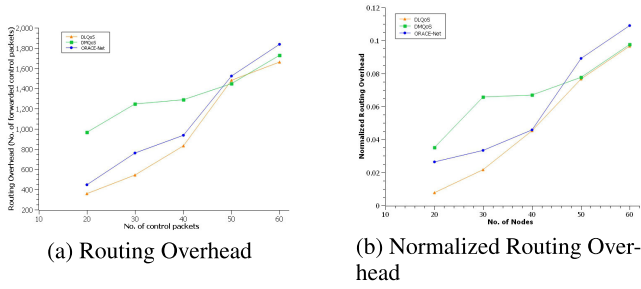 DLQoS
DMQoS
ORACE-Net
2,000
1,800
1,600
1,400
1,200
1,000
800
600
400
200
10 20 30 40 50 60
Routing Overhead (No. of forwarded control packets)
No. of control packets
(a) Routing Overhead
DLQoS
DMQoS
ORACE-Net
0.12
0.1
0.08
0.06
0.04
0.02
0
10 20 30 40 50 60
Normalized Routing Overhead
No. of Nodes
(b) Normalized Routing Over-
head